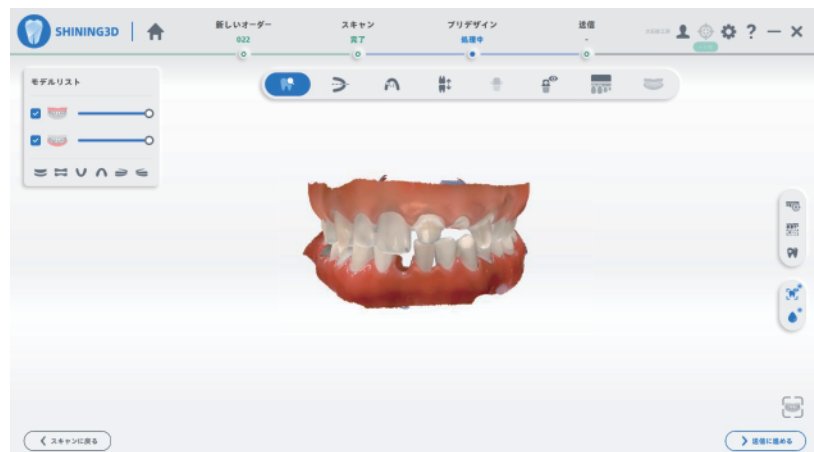 SHINING3D
新しいオーダー
022
スキャン
完了
プリデザイン
処理中
送信
-
モデルリスト
スキャンに戻る
送信に進める